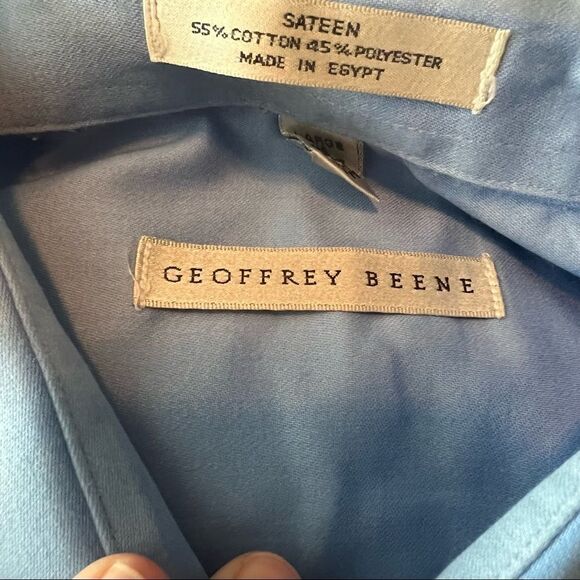 SATEEN
55% COTTON 45% POLYESTER
MADE IN EGYPT
GEOFFREY BEENE